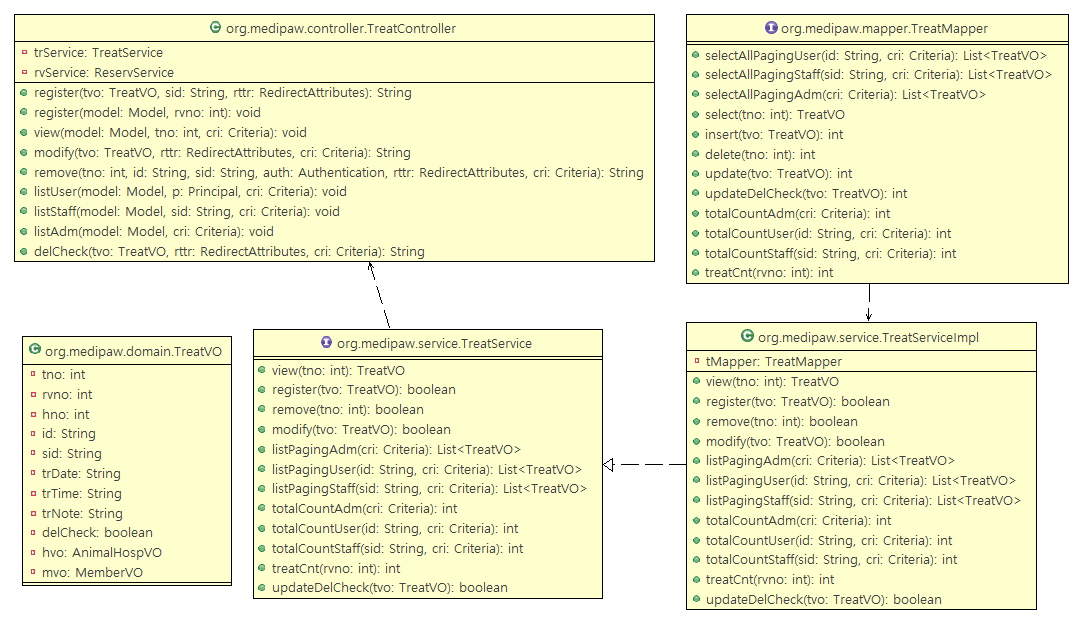 org.medipaw.controller.TreatController
trService: TreatService
rvService: ReservService
register(tvo: TreatVO, sid: String, rttr: RedirectAttributes): String
register(model: Model, rvno: int): void
view(model: Model, tno: int, cri: Criteria): void
modify(tvo: TreatVO, rttr: RedirectAttributes, cri: Criteria): String
remove(tno: int, id: String, sid: String, auth: Authentication, rttr: RedirectAttributes, cri: Criteria): String
listUser(model: Model, p: Principal, cri: Criteria): void
listStaff(model: Model, sid: String, cri: Criteria): void
listAdm(model: Model, cri: Criteria): void
delCheck(tvo: TreatVO, rttr: RedirectAttributes, cri: Criteria): String
org.medipaw.mapper.TreatMapper
selectAllPagingUser(id: String, cri: Criteria): List<TreatVO>
selectAllPagingStaff(sid: String, cri: Criteria): List<TreatVO>
selectAllPagingAdm(cri: Criteria): List<TreatVO>
select(tno: int): TreatVO
insert(tvo: TreatVO): int
delete(tno: int): int
update(tvo: TreatVO): int
updateDelCheck(tvo: TreatVO): int
totalCountAdm(cri: Criteria): int
totalCountUser(id: String, cri: Criteria): int
totalCountStaff(sid: String, cri: Criteria): int
treatCnt(rvno: int): int
org.medipaw.domain.TreatVO
tno: int
rvno: int
hno: int
id: String
sid: String
trDate: String
trTime: String
trNote: String
delCheck: boolean
hvo: AnimalHospVO
mvo: MemberVO
org.medipaw.service.TreatService
view(tno: int): TreatVO
register(tvo: TreatVO): boolean
remove(tno: int): boolean
modify(tvo: TreatVO): boolean
listPagingAdm(cri: Criteria): List<TreatVO>
listPagingUser(id: String, cri: Criteria): List<TreatVO>
listPagingStaff(sid: String, cri: Criteria): List<TreatVO>
totalCountAdm(cri: Criteria): int
totalCountUser(id: String, cri: Criteria): int
totalCountStaff(sid: String, cri: Criteria): int
treatCnt(rvno: int): int
updateDelCheck(tvo: TreatVO): boolean
org.medipaw.service.TreatServiceImpl
tMapper: TreatMapper
view(tno: int): TreatVO
register(tvo: TreatVO): boolean
remove(tno: int): boolean
modify(tvo: TreatVO): boolean
listPagingAdm(cri: Criteria): List<TreatVO>
listPagingUser(id: String, cri: Criteria): List<TreatVO>
listPagingStaff(sid: String, cri: Criteria): List<TreatVO>
totalCountAdm(cri: Criteria): int
totalCountUser(id: String, cri: Criteria): int
totalCountStaff(sid: String, cri: Criteria): int
treatCnt(rvno: int): int
updateDelCheck(tvo: TreatVO): boolean